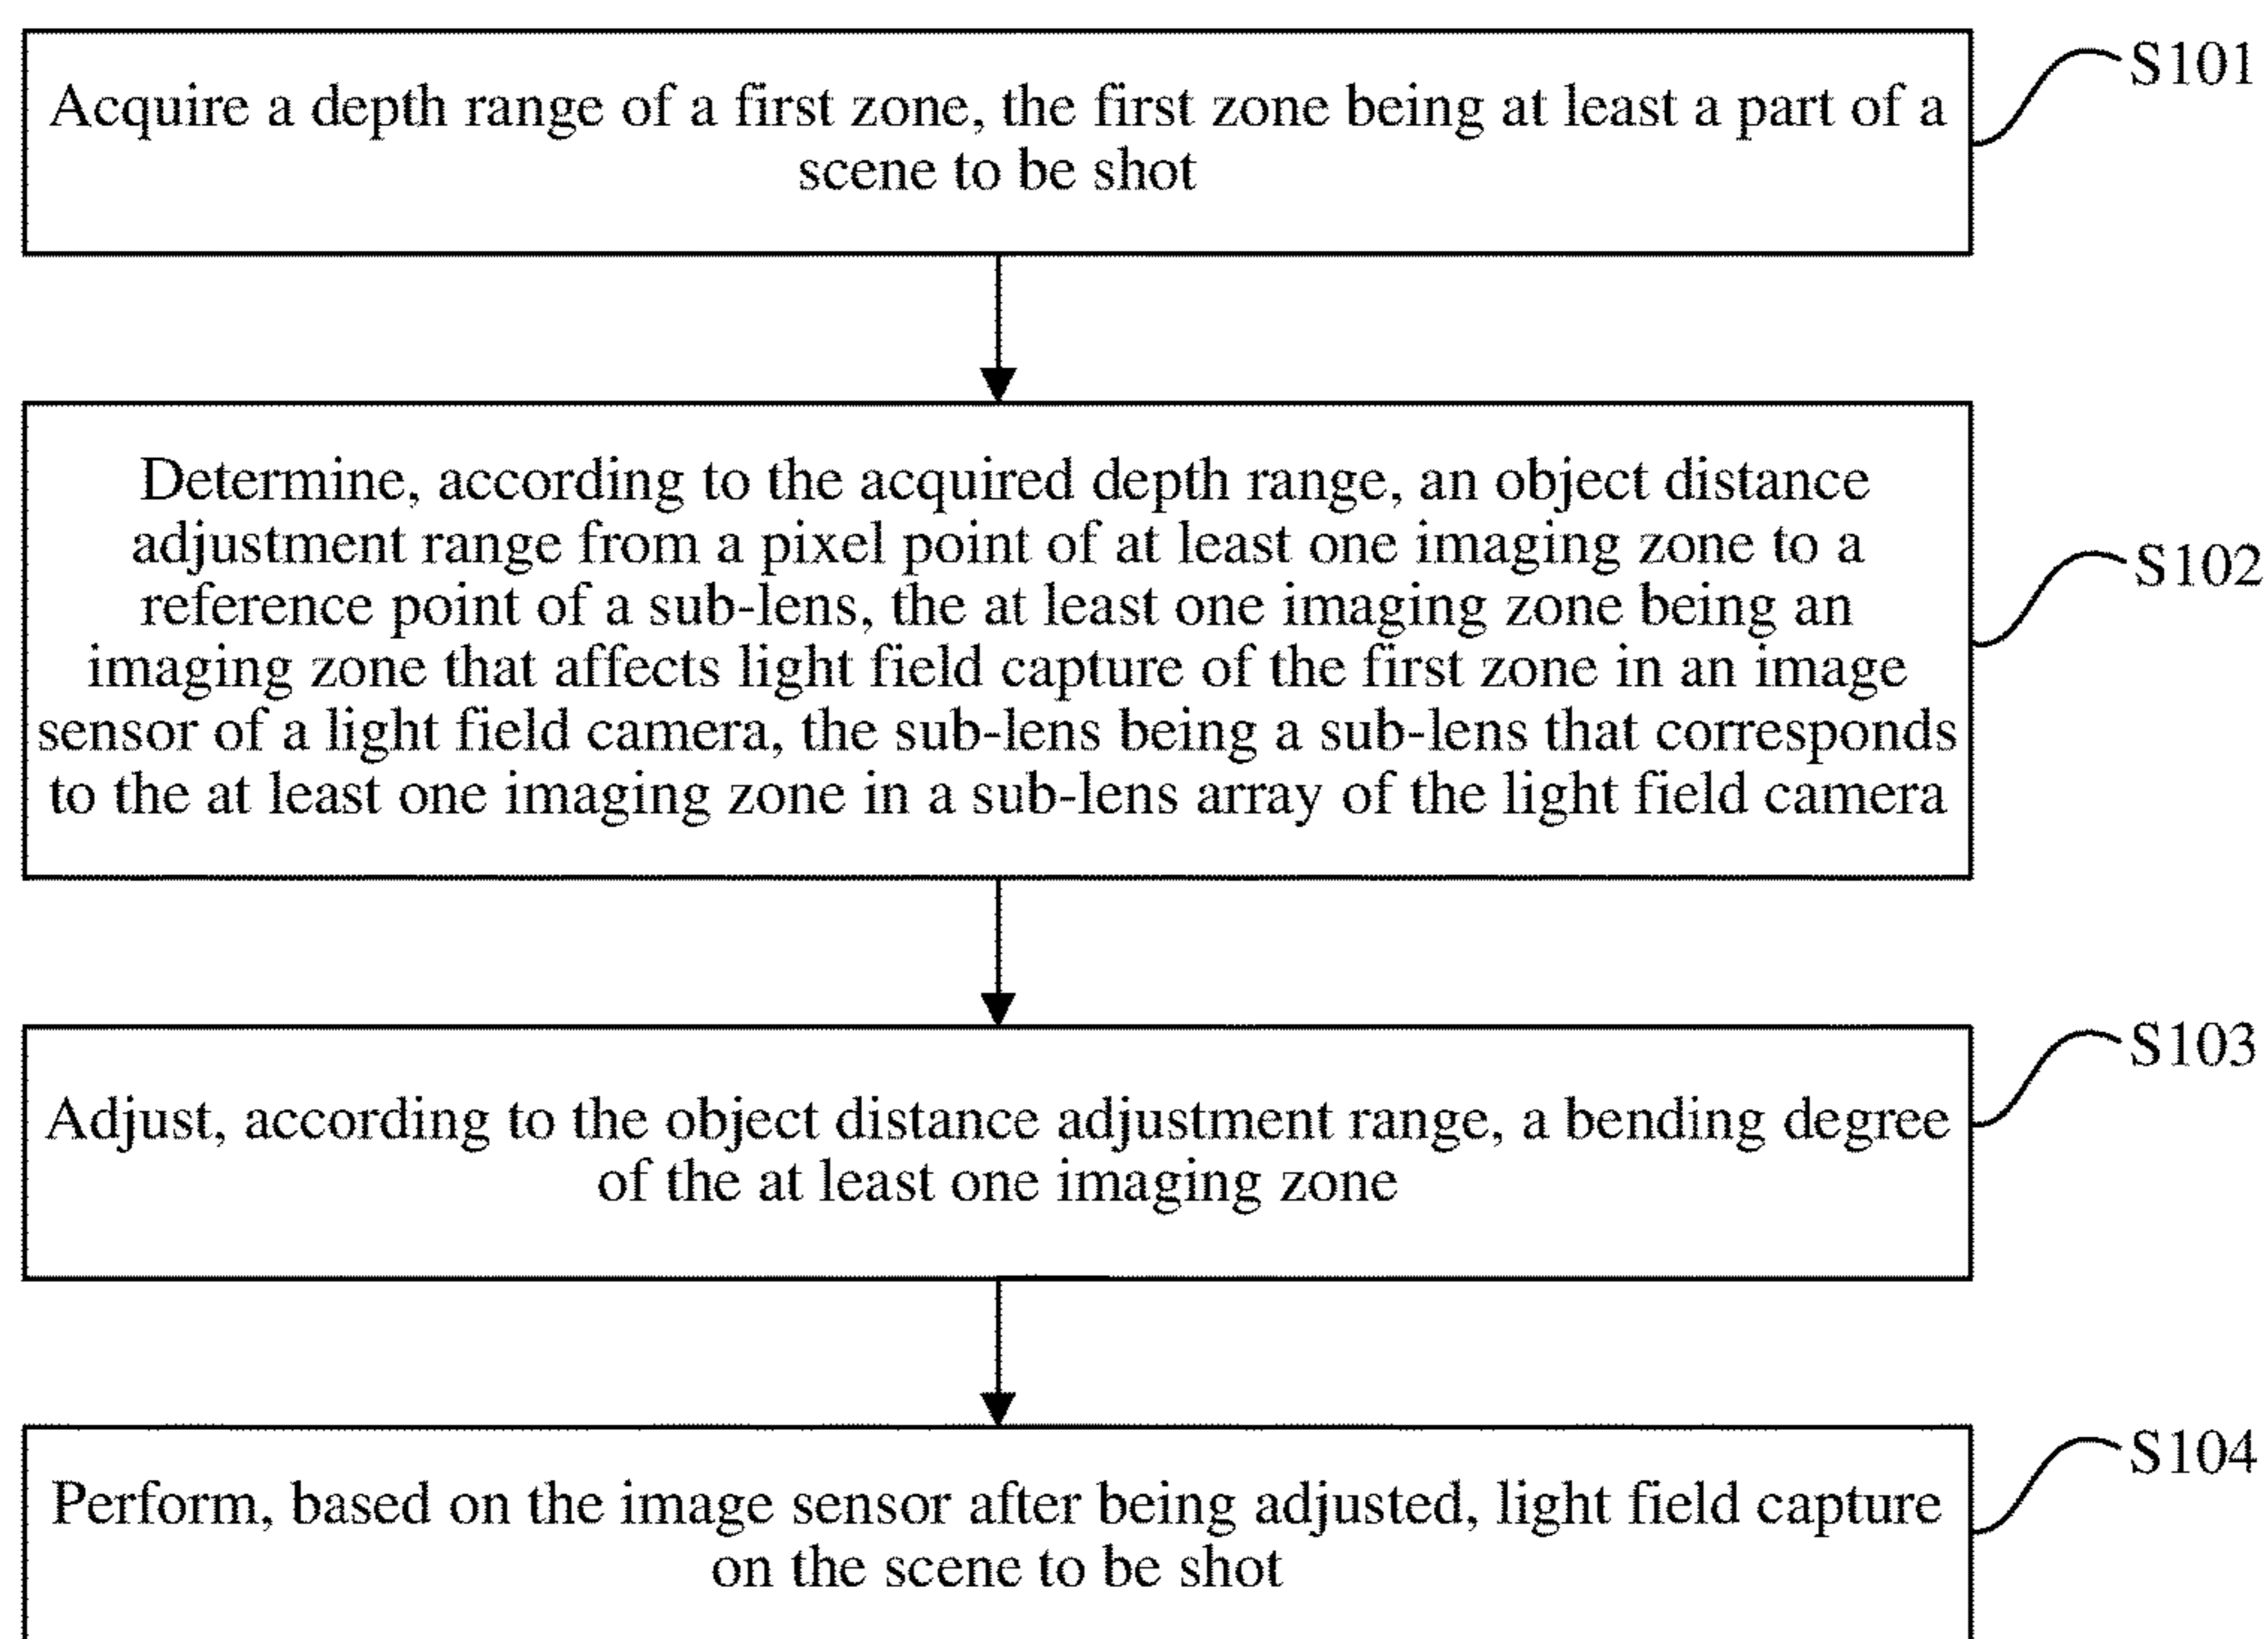 S101
Acquire a depth range of a first zone, the first zone being at least a part of a
scene to be shot
Determine, according to the acquired depth range, an object distance
adjustment range from a pixel point of at least one imaging zone to a
reference point of a sub-lens, the at least one imaging zone being an
imaging zone that affects light field capture of the first zone in an image
sensor of a light field camera, the sub-lens being a sub-lens that corresponds
to the at least one imaging zone in a sub-lens array of the light field camera
S102
Adjust, according to the object distance adjustment range, a bending degree
of the at least one imaging zone
S103
Perform, based on the image sensor after being adjusted, light field capture
on the scene to be shot
S104